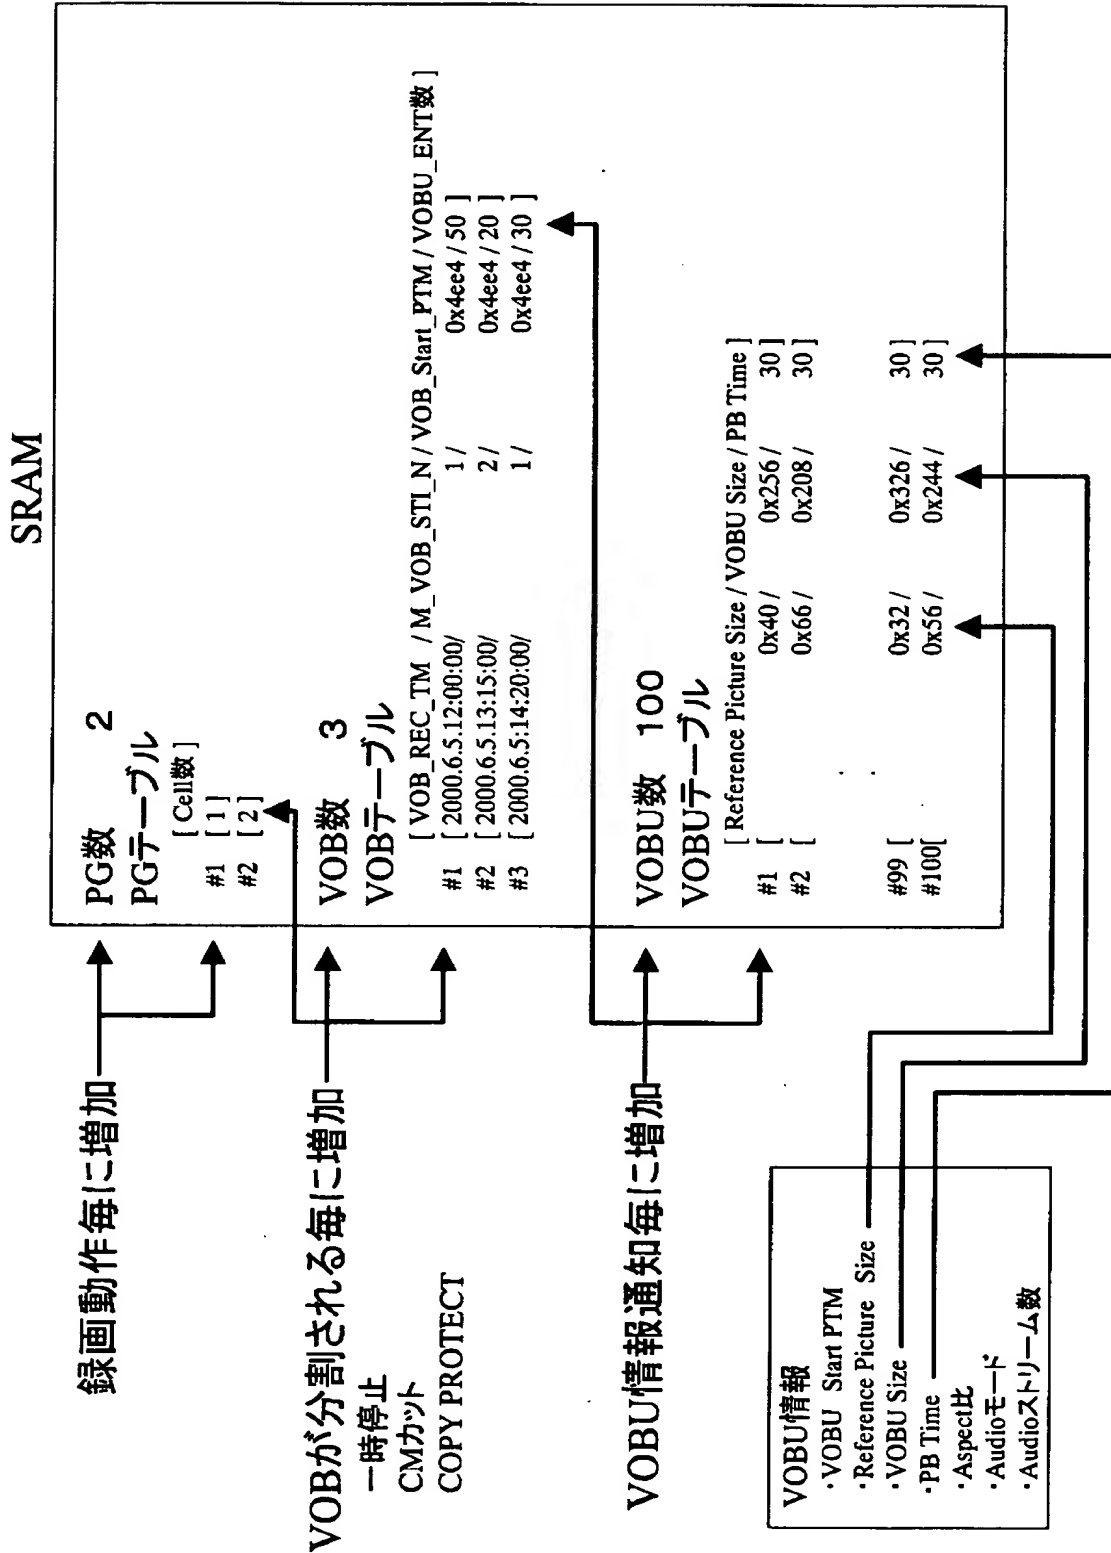 SRAM
録画動作毎に増加
PG数 2
PGテーブル
[ Cell数 ]
#1 [ 1 ]
#2 [ 2 ]
VOBが分割される毎に増加
一時停止
CMカット
COPY PROTECT
VOB数 3
VOBテーブル
[ VOB_REC_TM / M_VOB_STI_N / VOB_Start_PTM / VOBU_ENT数 ]
#1 [ 2000.6.5.12:00:00/ 1 / 0x4ee4 / 50 ]
#2 [ 2000.6.5.13:15:00/ 2 / 0x4ee4 / 20 ]
#3 [ 2000.6.5:14:20:00/ 1 / 0x4ee4 / 30 ]
VOBU情報通知毎に増加
VOBU数 100
VOBUテーブル
[ Reference Picture Size / VOBU Size / PB Time ]
#1 [ 0x40 / 0x256 / 30 ]
#2 [ 0x66 / 0x208 / 30 ]
#99 [ 0x32 / 0x326 / 30 ]
#100[ 0x56 / 0x244 / 30 ]
VOBU情報
・VOBU Start PTM
・Reference Picture Size
・VOBU Size
・PB Time
・Aspect比
・Audioモード
・Audioストリーム数